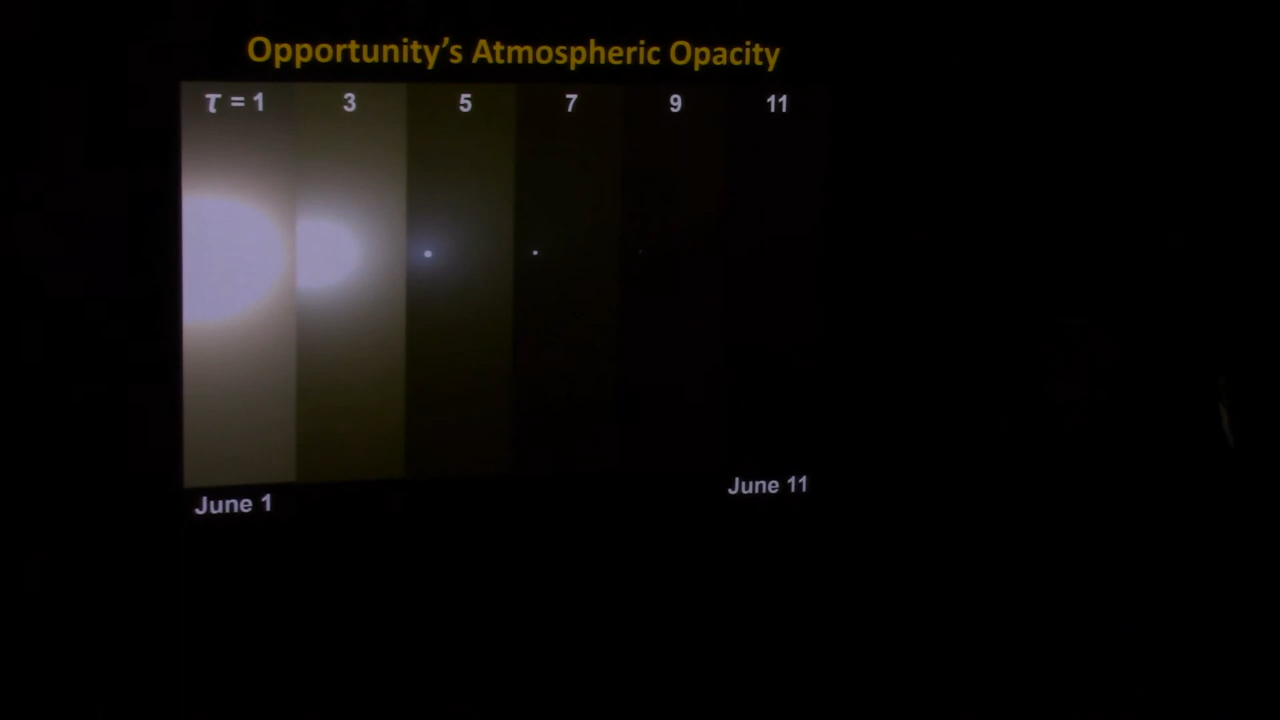 Opportunity’s Atmospheric Opacity
τ = 1 3 5 7 9 11
June 1 June 11